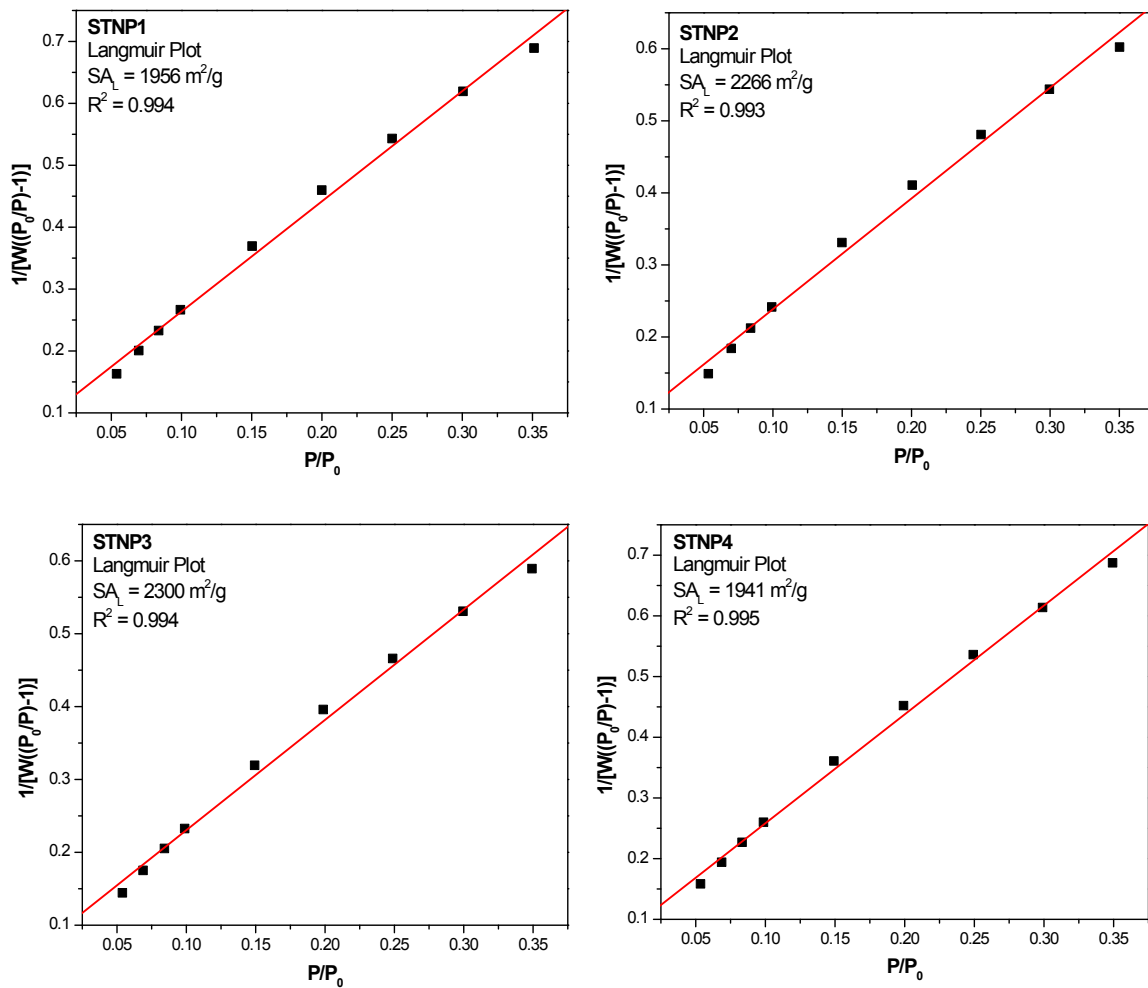 STNP1
Langmuir Plot
SA_L = 1956 m²/g
R² = 0.994
1/[W((P₀/P)-1)]
0.7
0.6
0.5
0.4
0.3
0.2
0.1
0.05 0.10 0.15 0.20 0.25 0.30 0.35
P/P₀
STNP2
Langmuir Plot
SA_L = 2266 m²/g
R² = 0.993
1/[W((P₀/P)-1)]
0.6
0.5
0.4
0.3
0.2
0.1
0.05 0.10 0.15 0.20 0.25 0.30 0.35
P/P₀
STNP3
Langmuir Plot
SA_L = 2300 m²/g
R² = 0.994
1/[W((P₀/P)-1)]
0.6
0.5
0.4
0.3
0.2
0.1
0.05 0.10 0.15 0.20 0.25 0.30 0.35
P/P₀
STNP4
Langmuir Plot
SA_L = 1941 m²/g
R² = 0.995
1/[W((P₀/P)-1)]
0.7
0.6
0.5
0.4
0.3
0.2
0.1
0.05 0.10 0.15 0.20 0.25 0.30 0.35
P/P₀